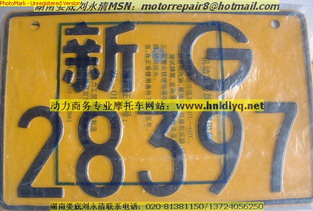 PhotoMark - Unregistered Version
湖南娄底刘永清MSN: motorrepair8@hotmail.com
新 G
动力商务专业摩托车网站: www.hnldlyq.net
28397
湖南娄底刘永清联系电话: 020-81381150/13724056250